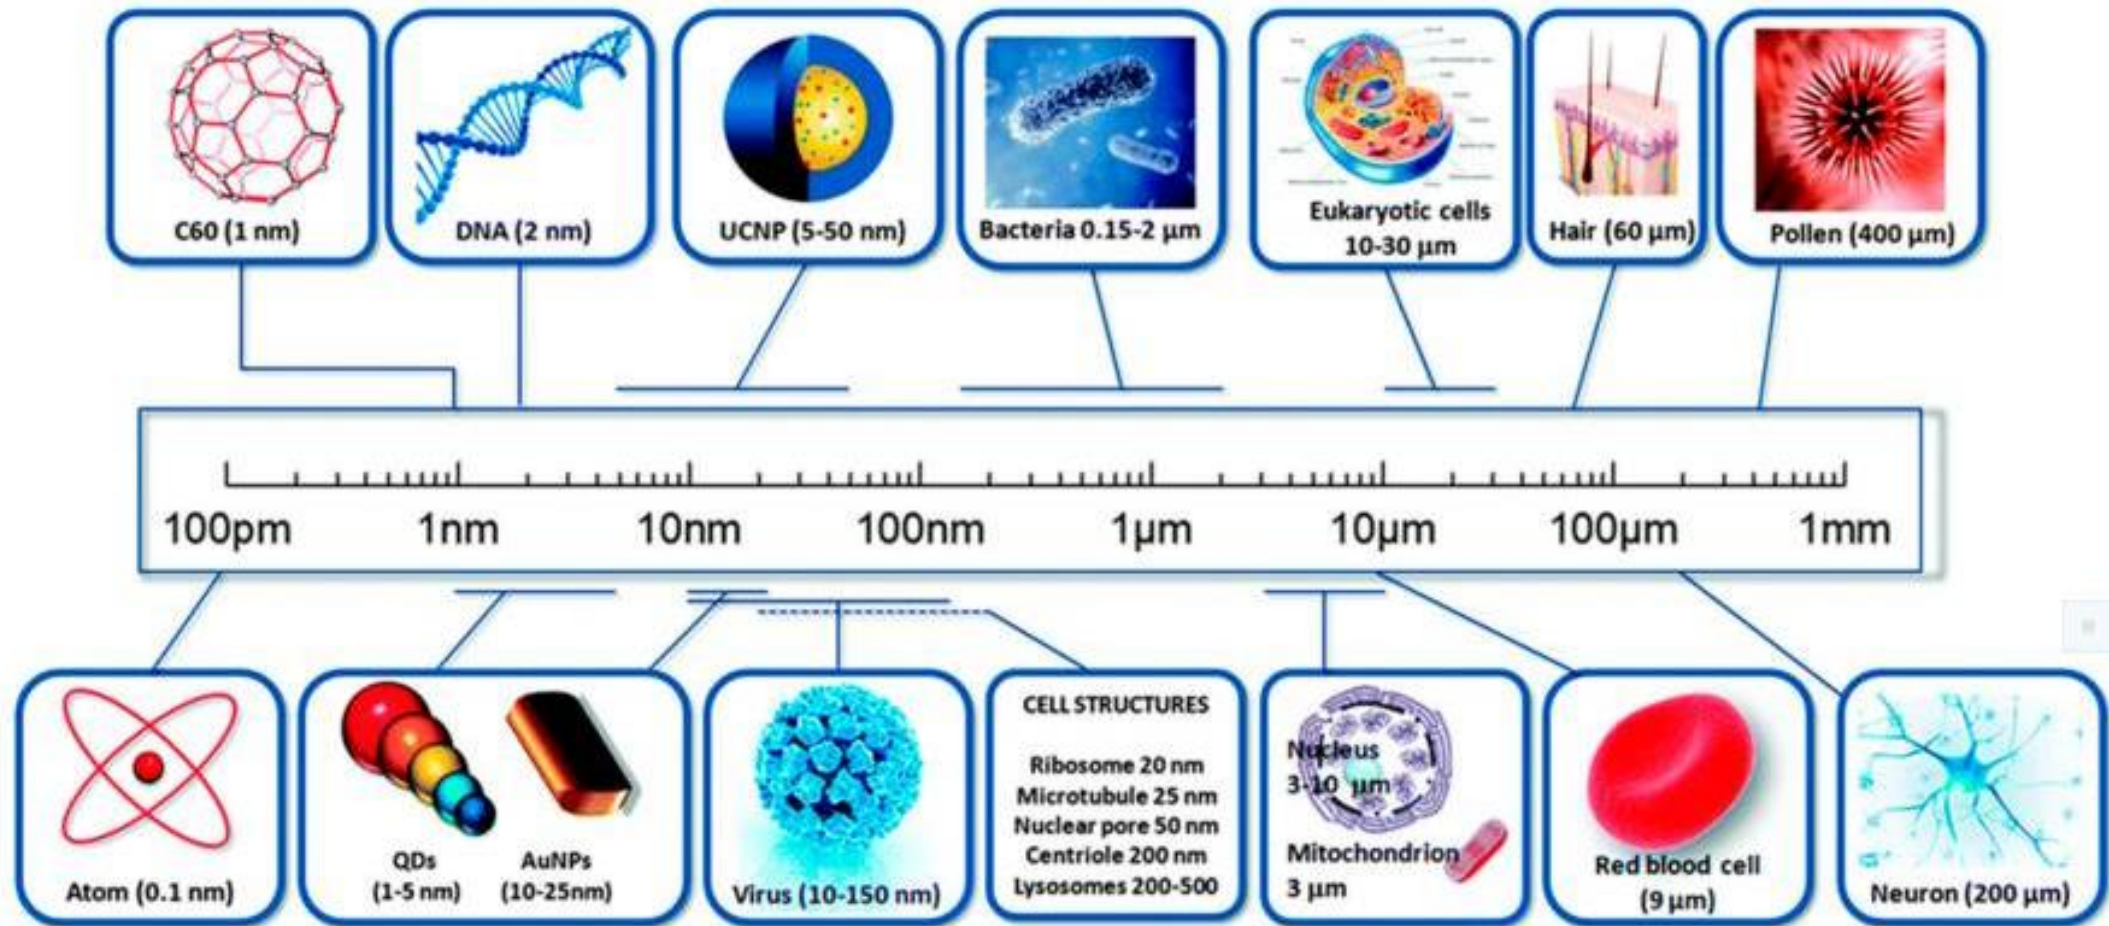 C60 (1 nm)
DNA (2 nm)
UCNP (5-50 nm)
Bacteria 0.15-2 µm
Eukaryotic cells
10-30 µm
Hair (60 µm)
Pollen (400 µm)
100pm
1nm
10nm
100nm
1µm
10µm
100µm
1mm
Atom (0.1 nm)
QDs
(1-5 nm)
AuNPs
(10-25nm)
Virus (10-150 nm)
CELL STRUCTURES
Ribosome 20 nm
Microtubule 25 nm
Nuclear pore 50 nm
Centriole 200 nm
Lysosomes 200-500
Nucleus
3-10 µm
Mitochondrion
3 µm
Red blood cell
(9 µm)
Neuron (200 µm)